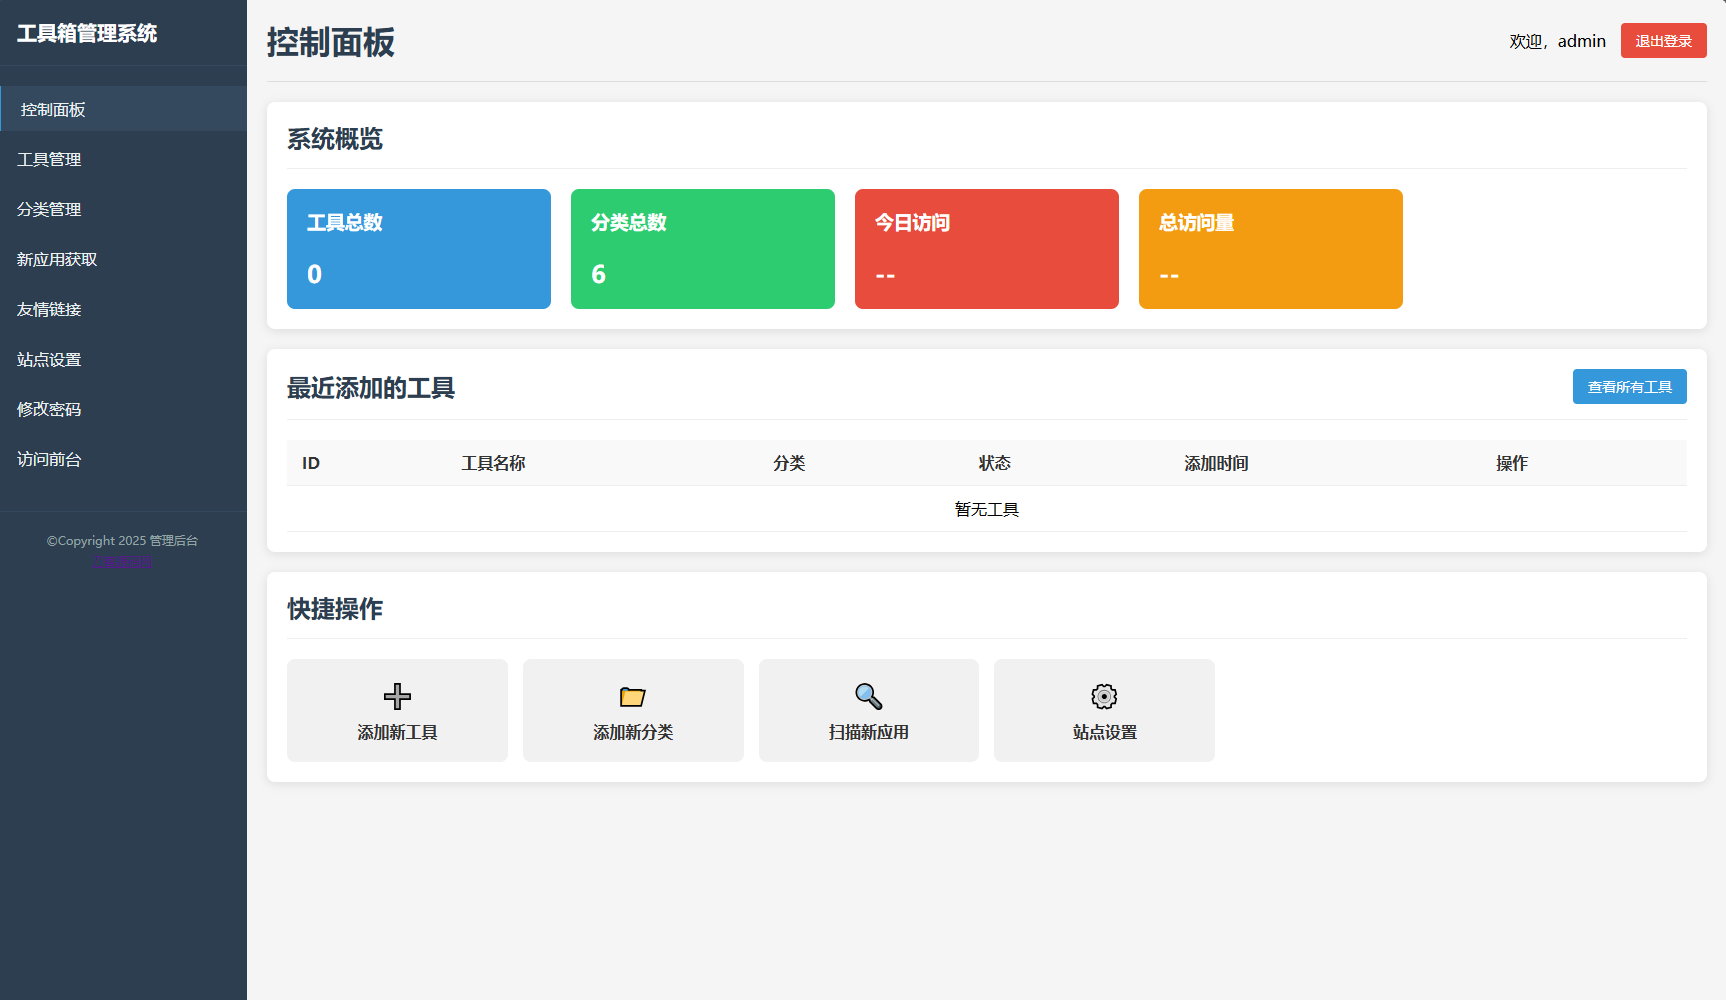 工具箱管理系统
控制面板
工具管理
分类管理
新应用获取
友情链接
站点设置
修改密码
访问前台
©Copyright 2025 管理后台
控制面板
欢迎，admin
退出登录
系统概览
工具总数
0
分类总数
6
今日访问
--
总访问量
--
最近添加的工具
查看所有工具
ID 工具名称 分类 状态 添加时间 操作
暂无工具
快捷操作
添加新工具
添加新分类
扫描新应用
站点设置